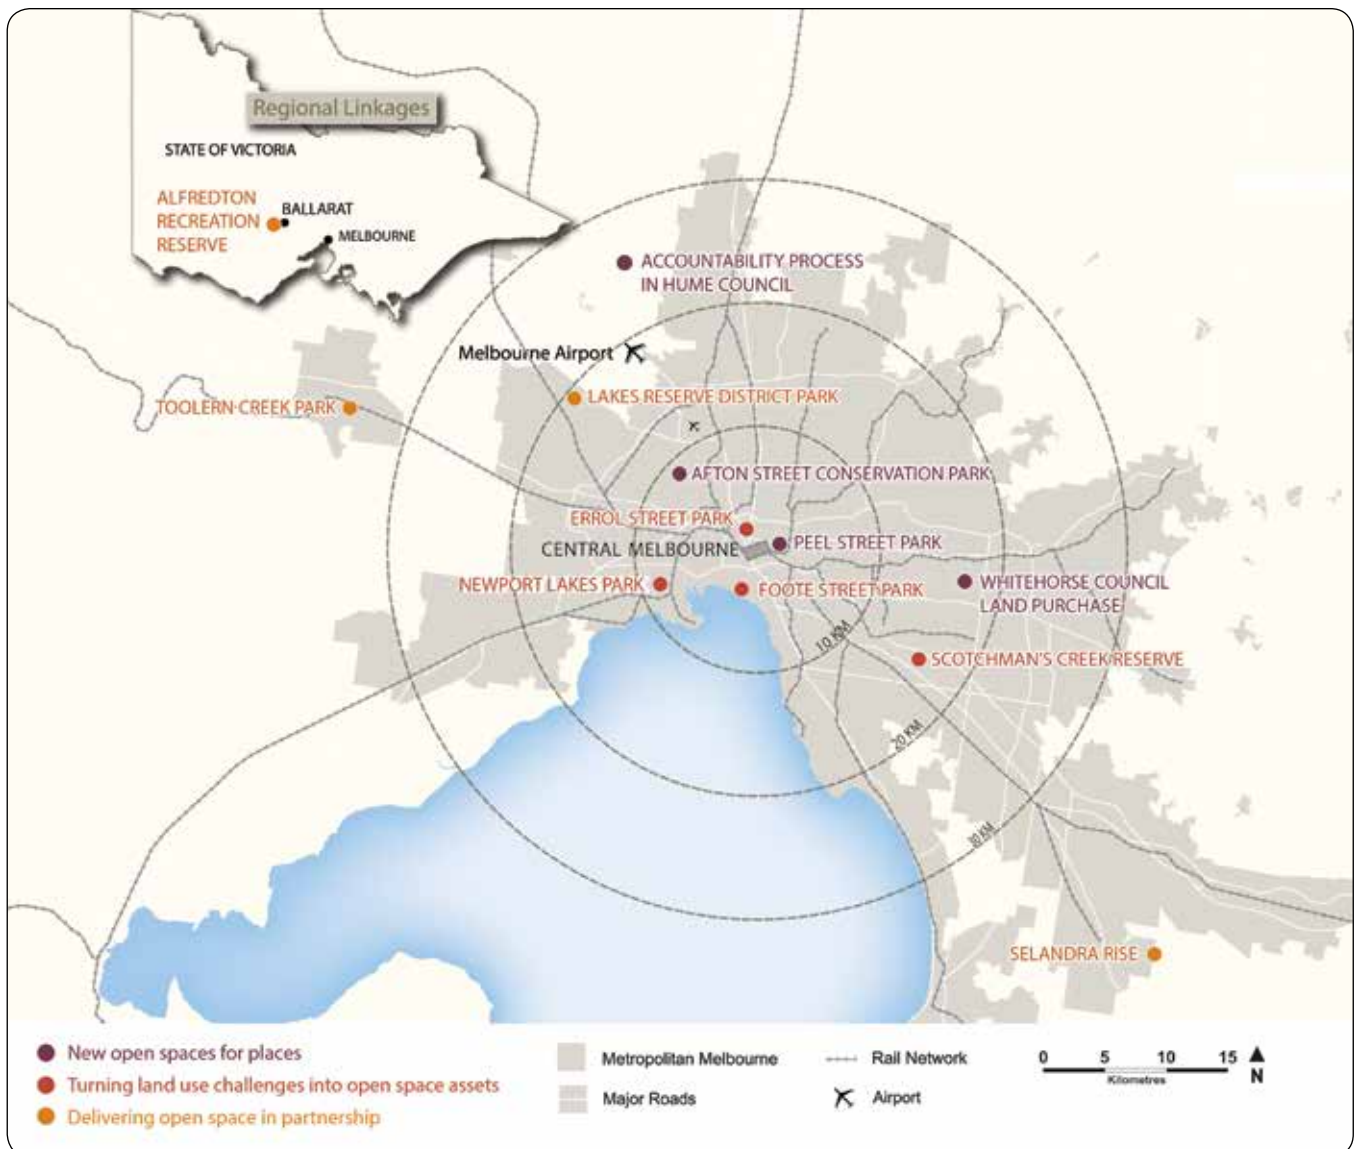 Regional Linkages
STATE OF VICTORIA
ALFREDTON
RECREATION
RESERVE
BALLARAT
MELBOURNE
ACCOUNTABILITY PROCESS
IN HUME COUNCIL
Melbourne Airport
LAKES RESERVE DISTRICT PARK
TOOLERN CREEK PARK
AFTON STREET CONSERVATION PARK
ERROL STREET PARK
CENTRAL MELBOURNE
PEEL STREET PARK
NEWPORT LAKES PARK
FOOTE STREET PARK
WHITEHORSE COUNCIL
LAND PURCHASE
10 KM
SCOTCHMAN'S CREEK RESERVE
20 KM
30 KM
SELANDRA RISE
New open spaces for places
Turning land use challenges into open space assets
Delivering open space in partnership
Metropolitan Melbourne
Major Roads
Rail Network
Airport
0 5 10 15
Kilometres
N